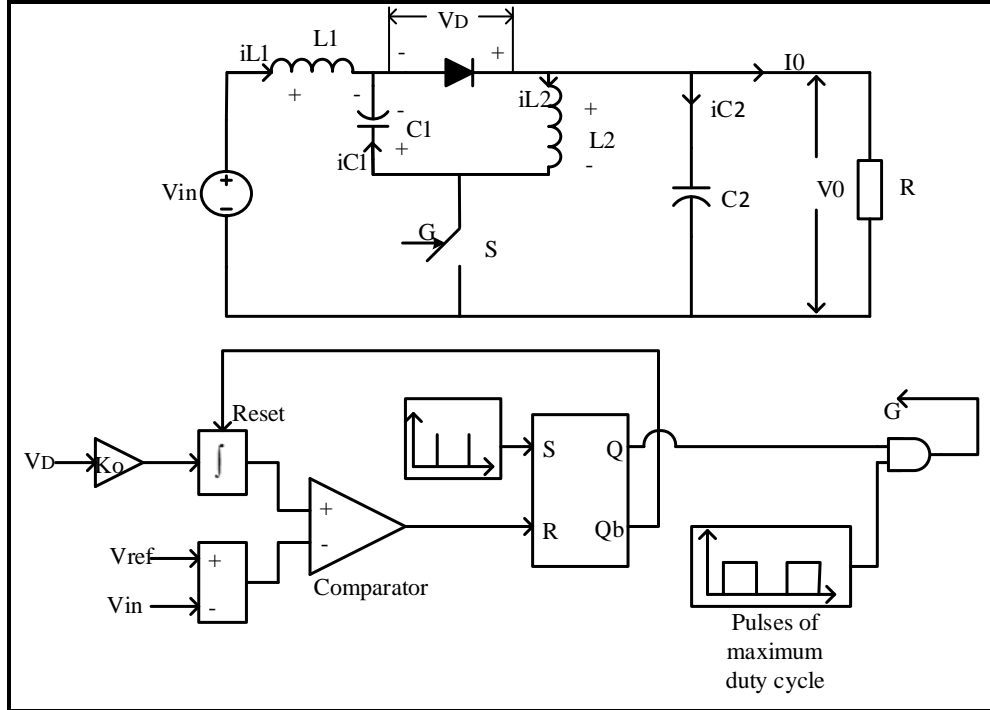 VD
L1
iL1
- +
I0
+ - -
iL2 +
iC2
C1
L2
iC1 +
-
Vin
+
-
C2
V0
R
G
S
Reset
G
VD
Ko
∫
S Q
+
-
R Qb
Vref
+
Vin
-
Comparator
Pulses of
maximum
duty cycle